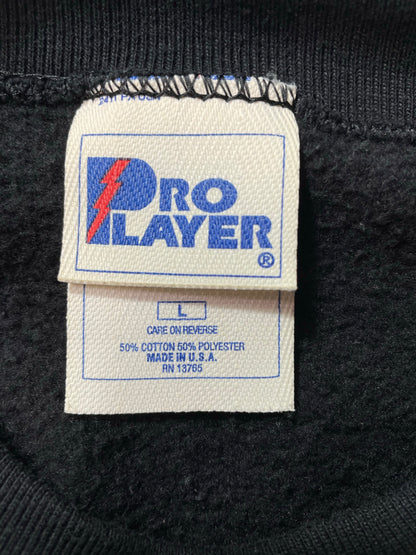 PRO
PLAYER
®
L
CARE ON REVERSE
50% COTTON 50% POLYESTER
MADE IN U.S.A.
RN 13765